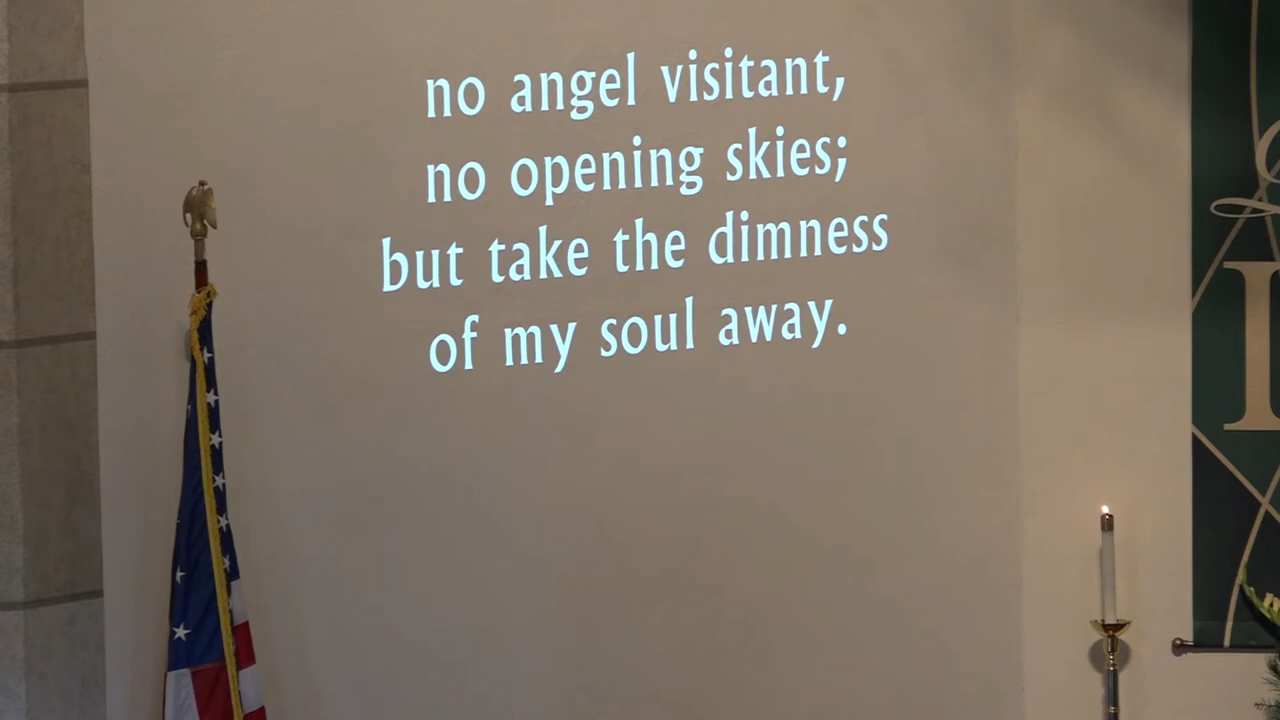 no angel visitant,
no opening skies;
but take the dimness
of my soul away.